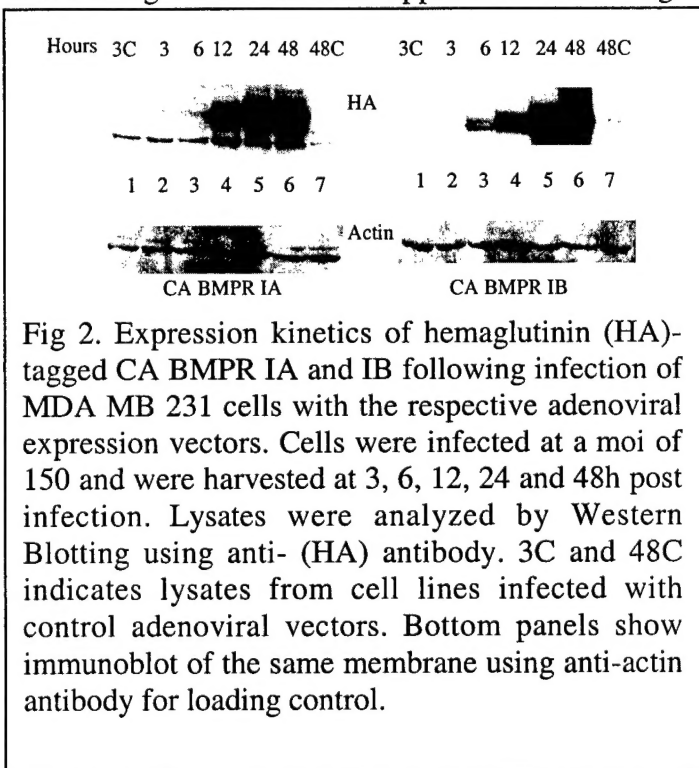 Hours 3C 3 6 12 24 48 48C 3C 3 6 12 24 48 48C
HA
1 2 3 4 5 6 7 1 2 3 4 5 6 7
Actin
CA BMPR IA CA BMPR IB
Fig 2. Expression kinetics of hemaglutinin (HA)-
tagged CA BMPR IA and IB following infection of
MDA MB 231 cells with the respective adenoviral
expression vectors. Cells were infected at a moi of
150 and were harvested at 3, 6, 12, 24 and 48h post
infection. Lysates were analyzed by Western
Blotting using anti- (HA) antibody. 3C and 48C
indicates lysates from cell lines infected with
control adenoviral vectors. Bottom panels show
immunoblot of the same membrane using anti-actin
antibody for loading control.